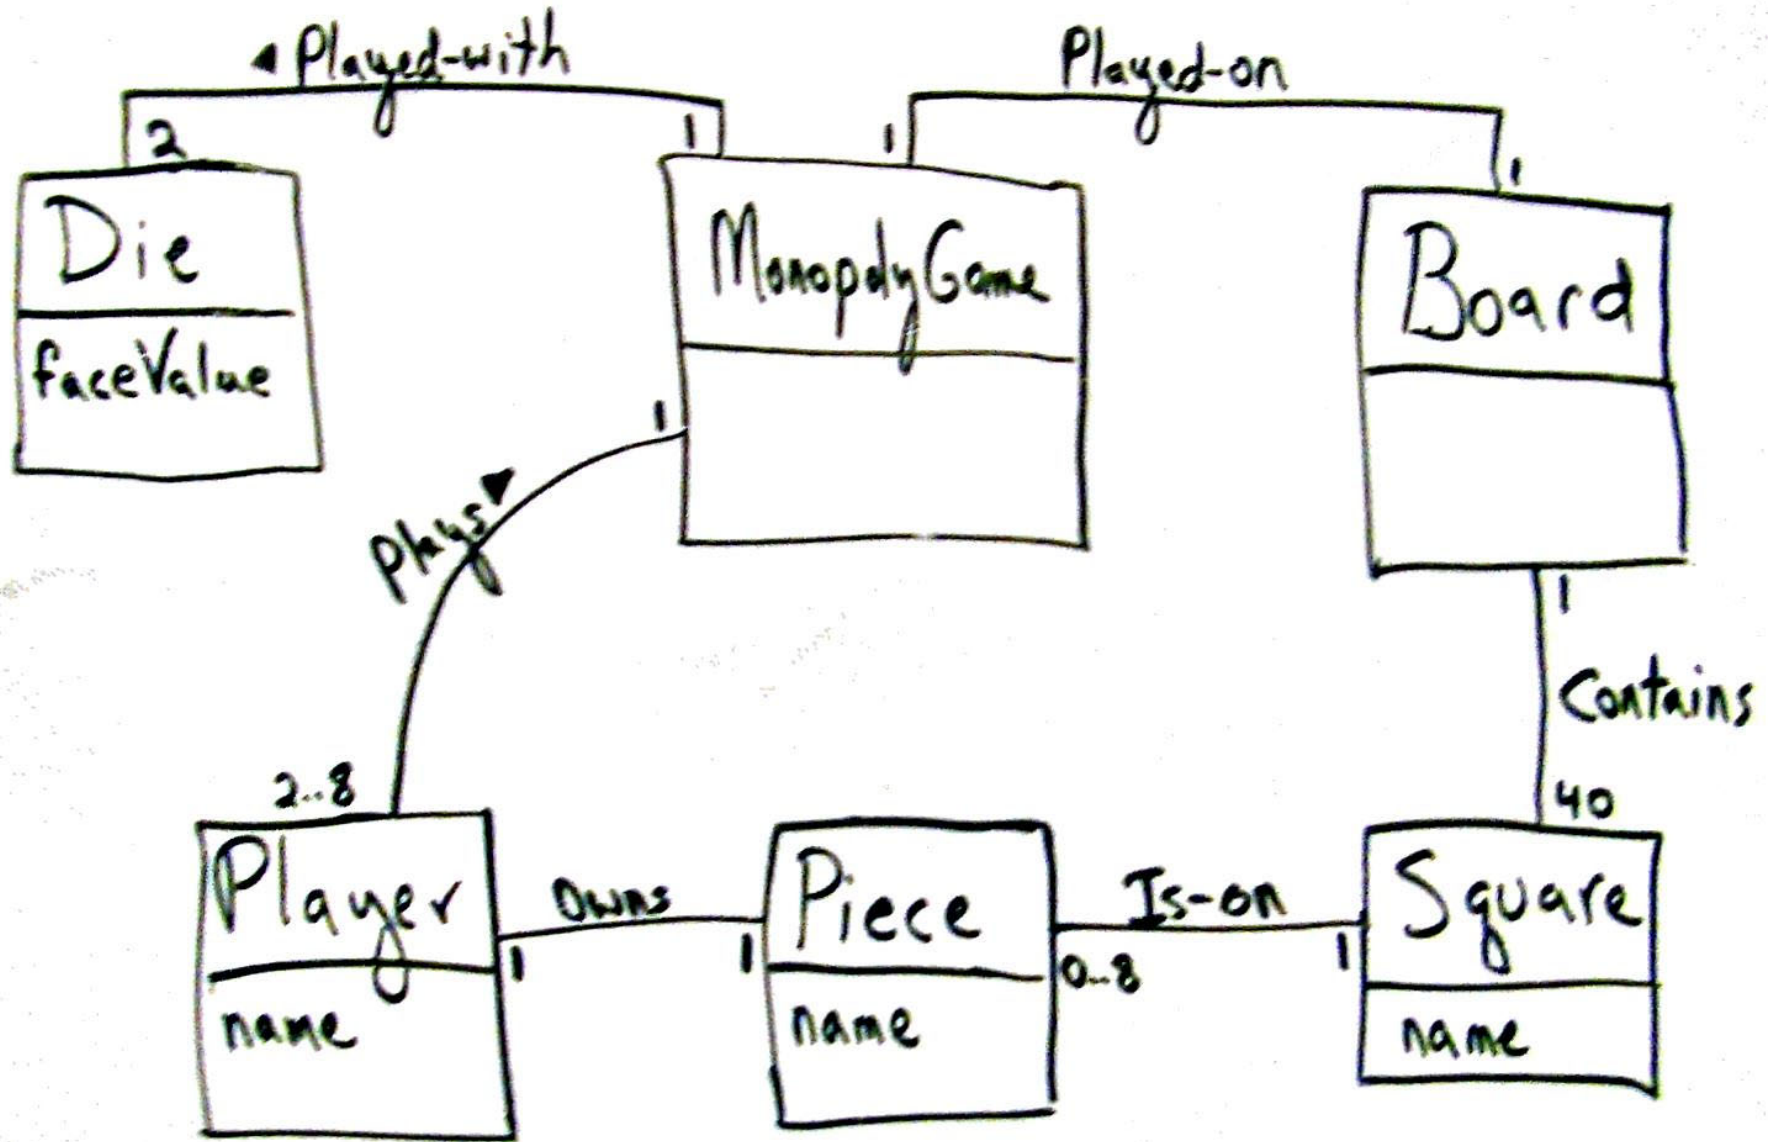 ◄ Played-with
Played-on
2
1
1
1
Die
MonopolyGame
Board
faceValue
1
Plays ►
1
Contains
2..8
40
Player
Owns
Piece
Is-on
Square
1
1
0..8
1
name
name
name